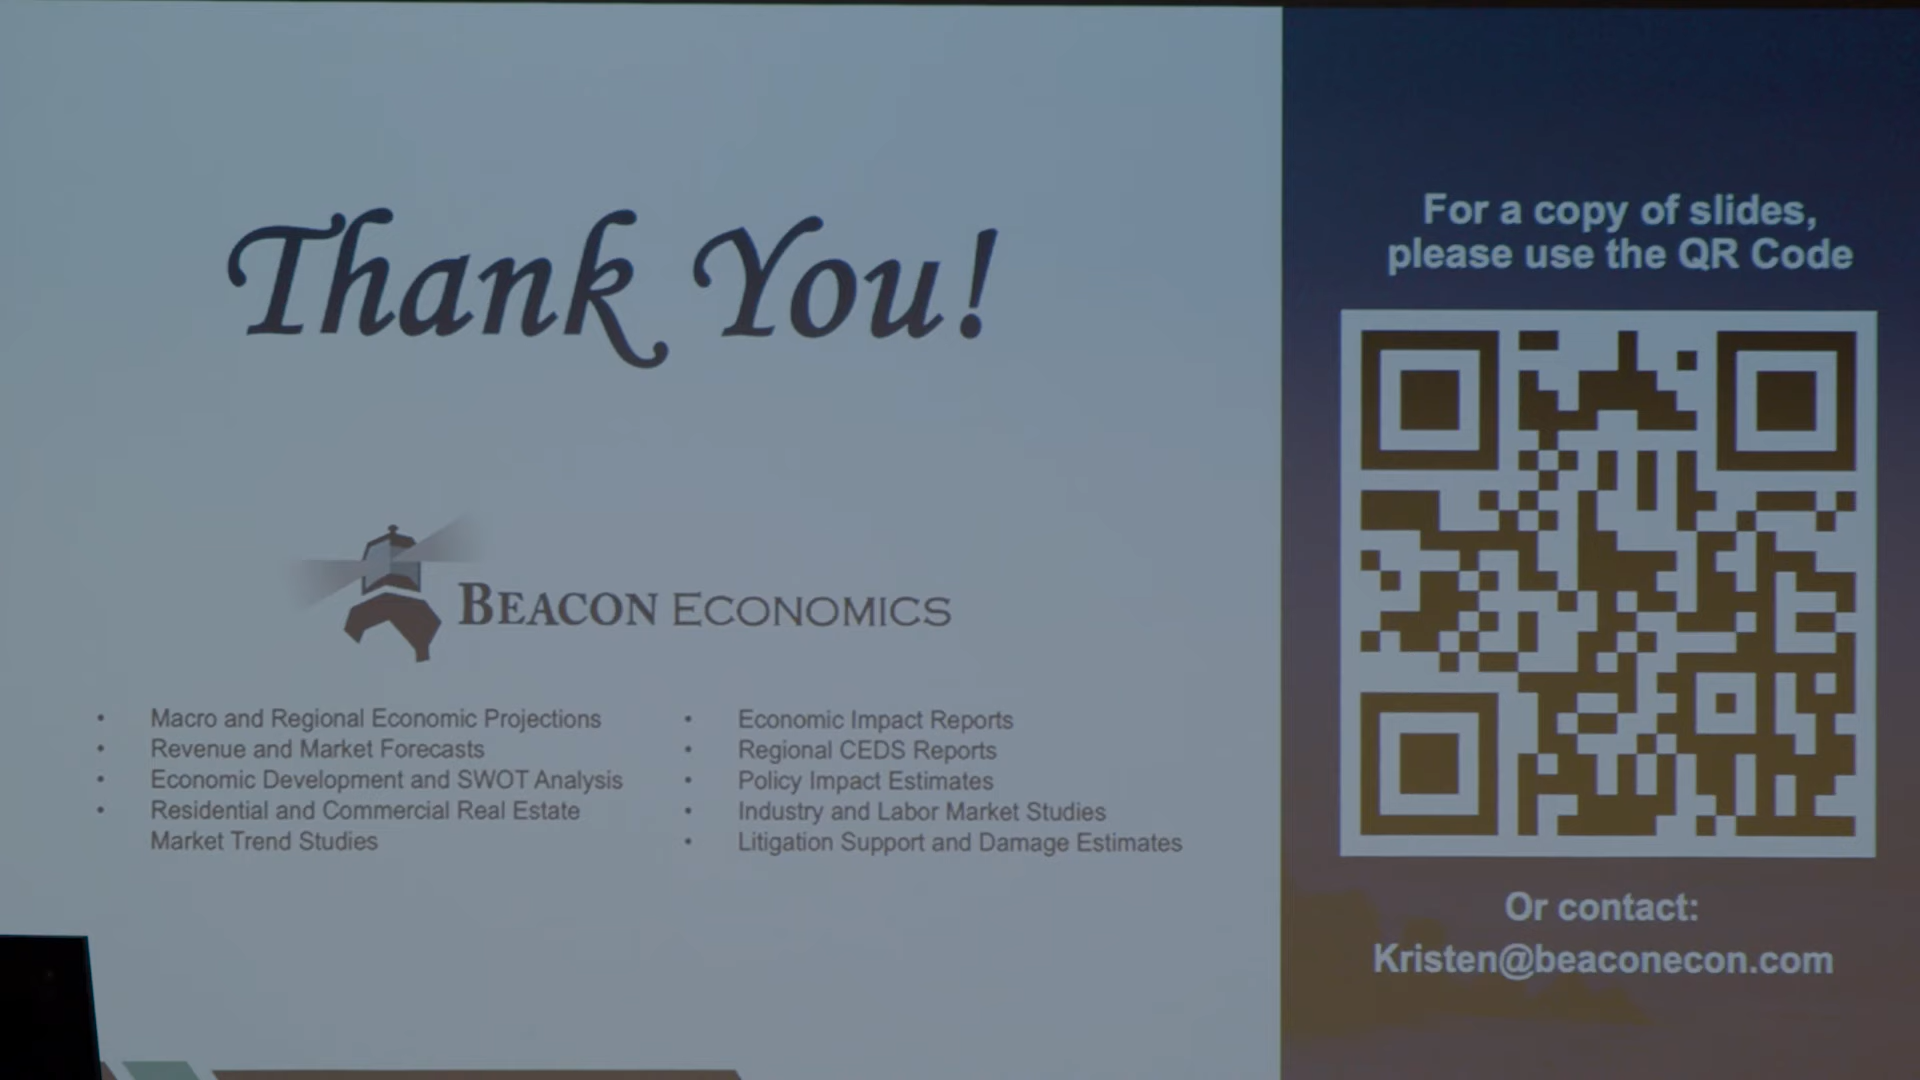 Thank You!
BEACON ECONOMICS
• Macro and Regional Economic Projections
• Revenue and Market Forecasts
• Economic Development and SWOT Analysis
• Residential and Commercial Real Estate
Market Trend Studies
• Economic Impact Reports
• Regional CEDS Reports
• Policy Impact Estimates
• Industry and Labor Market Studies
• Litigation Support and Damage Estimates
For a copy of slides,
please use the QR Code
Or contact:
Kristen@beaconecon.com